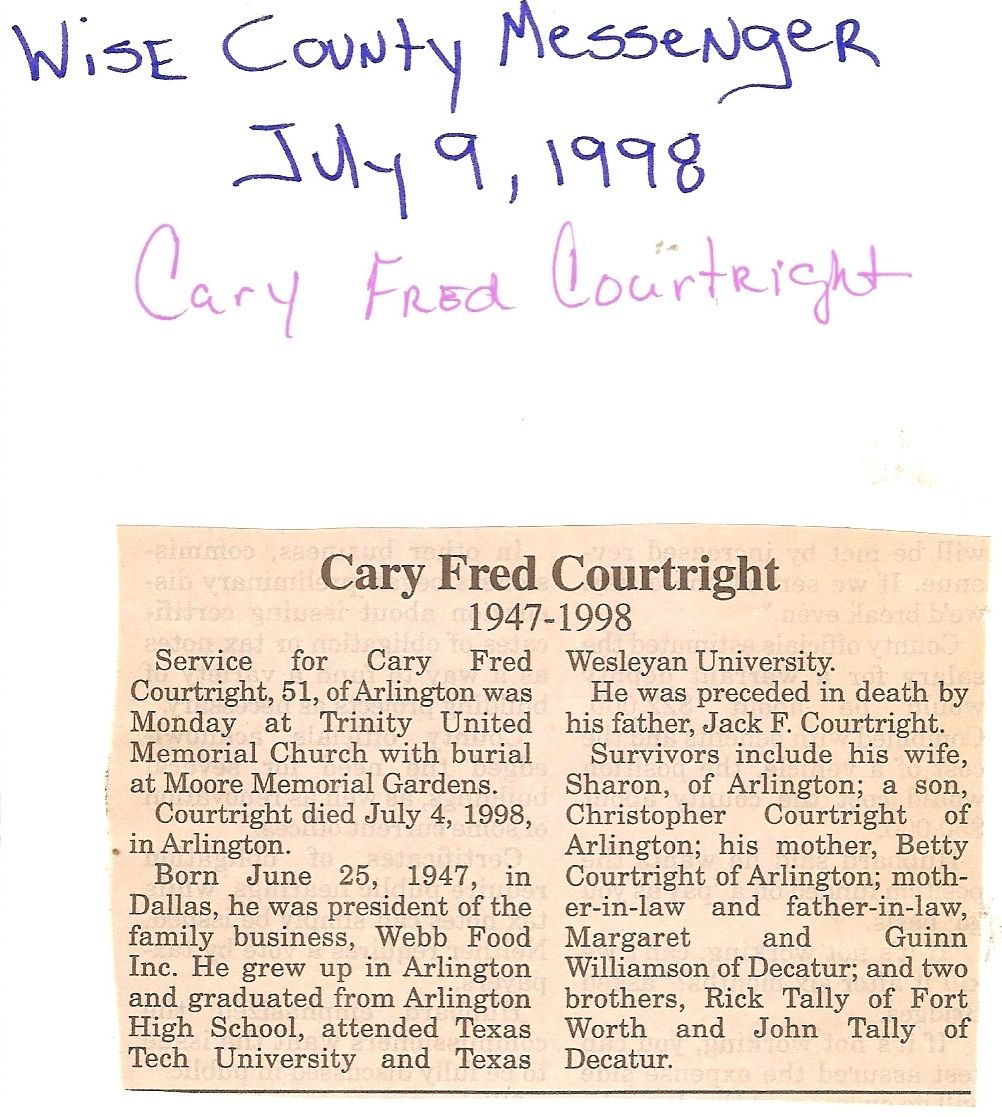 Wise County Messenger
July 9, 1998
Cary Fred Courtright
Cary Fred Courtright
1947-1998
Service for Cary Fred
Courtright, 51, of Arlington was
Monday at Trinity United
Memorial Church with burial
at Moore Memorial Gardens.
Courtright died July 4, 1998,
in Arlington.
Born June 25, 1947, in
Dallas, he was president of the
family business, Webb Food
Inc. He grew up in Arlington
and graduated from Arlington
High School, attended Texas
Tech University and Texas
Wesleyan University.
He was preceded in death by
his father, Jack F. Courtright.
Survivors include his wife,
Sharon, of Arlington; a son,
Christopher Courtright of
Arlington; his mother, Betty
Courtright of Arlington; moth-
er-in-law and father-in-law,
Margaret and Guinn
Williamson of Decatur; and two
brothers, Rick Tally of Fort
Worth and John Tally of
Decatur.